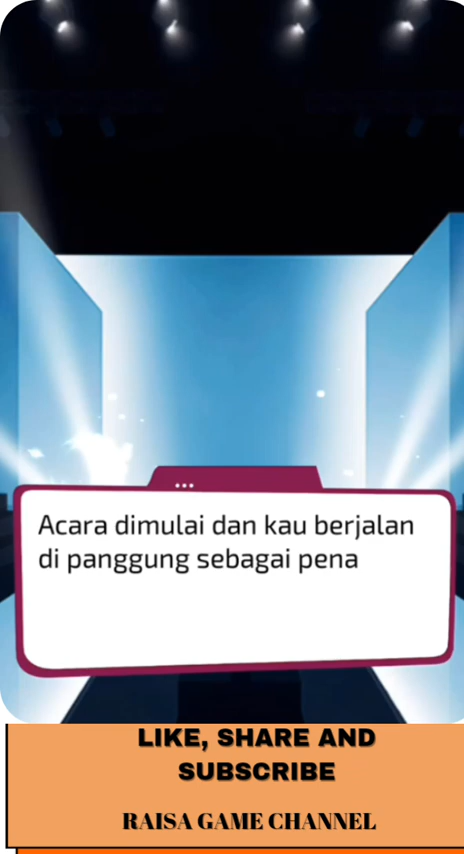 ...
Acara dimulai dan kau berjalan
di panggung sebagai pena
LIKE, SHARE AND
SUBSCRIBE
RAISA GAME CHANNEL